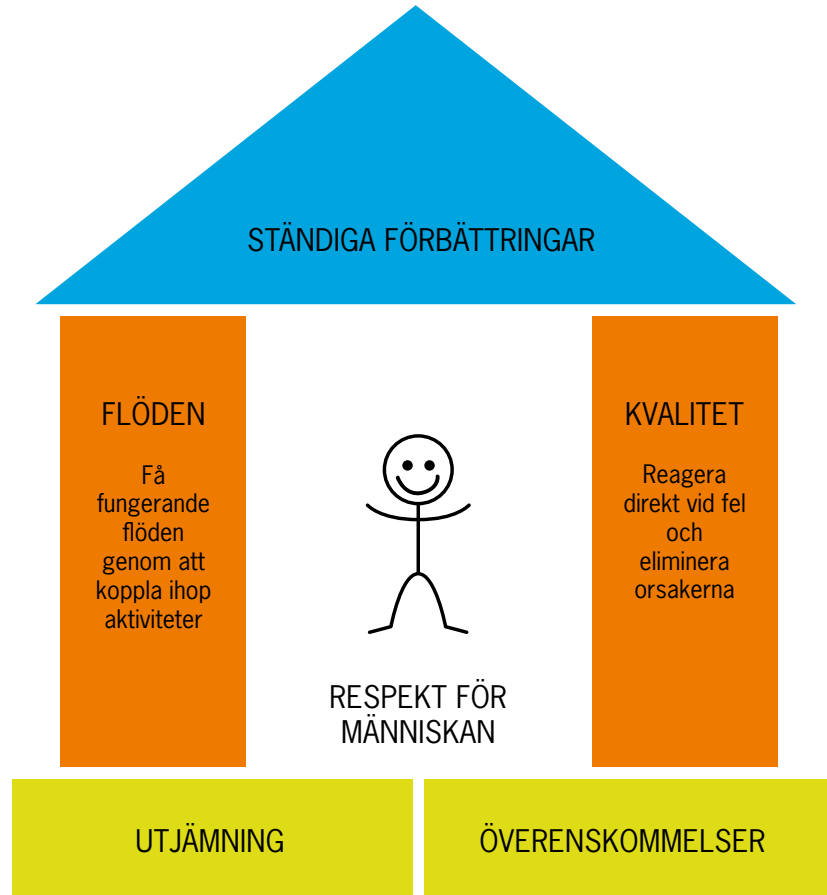 STÄNDIGA FÖRBÄTTRINGAR
FLÖDEN
Få
fungerande
flöden
genom att
koppla ihop
aktiviteter
KVALITET
Reagera
direkt vid fel
och
eliminera
orsakerna
RESPEKT FÖR
MÄNNISKAN
UTJÄMNING
ÖVERENSKOMMELSER